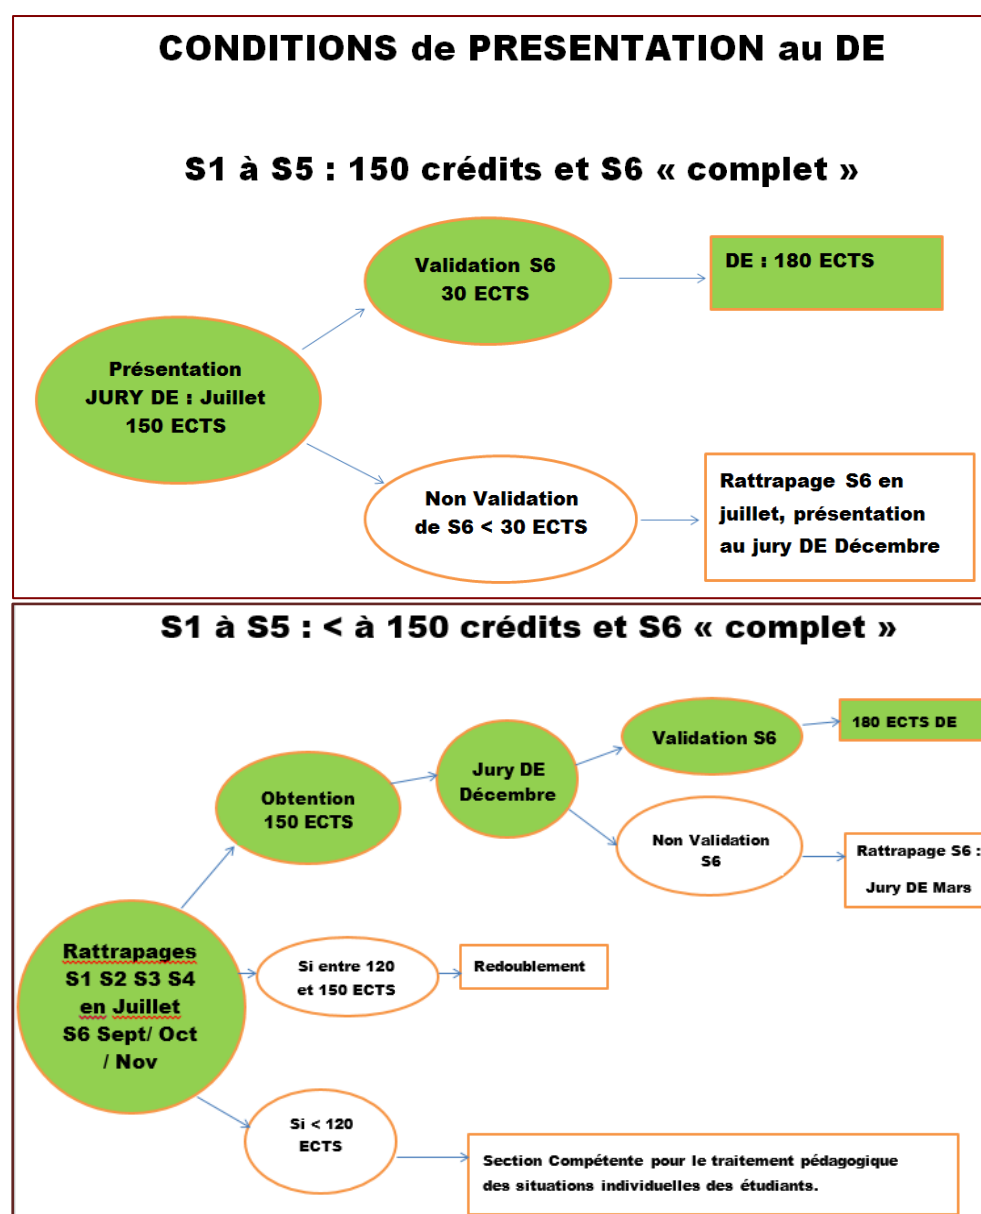 CONDITIONS de PRESENTATION au DE
S1 à S5 : 150 crédits et S6 « complet »
Présentation
JURY DE : Juillet
150 ECTS
Validation S6
30 ECTS
DE : 180 ECTS
Non Validation
de S6 < 30 ECTS
Rattrapage S6 en
juillet, présentation
au jury DE Décembre
S1 à S5 : < à 150 crédits et S6 « complet »
Rattrapages
S1 S2 S3 S4
en Juillet
S6 Sept/ Oct
/ Nov
Obtention
150 ECTS
Jury DE
Décembre
Validation S6
180 ECTS DE
Non Validation
S6
Rattrapage S6 :
Jury DE Mars
Si entre 120
et 150 ECTS
Redoublement
Si < 120
ECTS
Section Compétente pour le traitement pédagogique
des situations individuelles des étudiants.